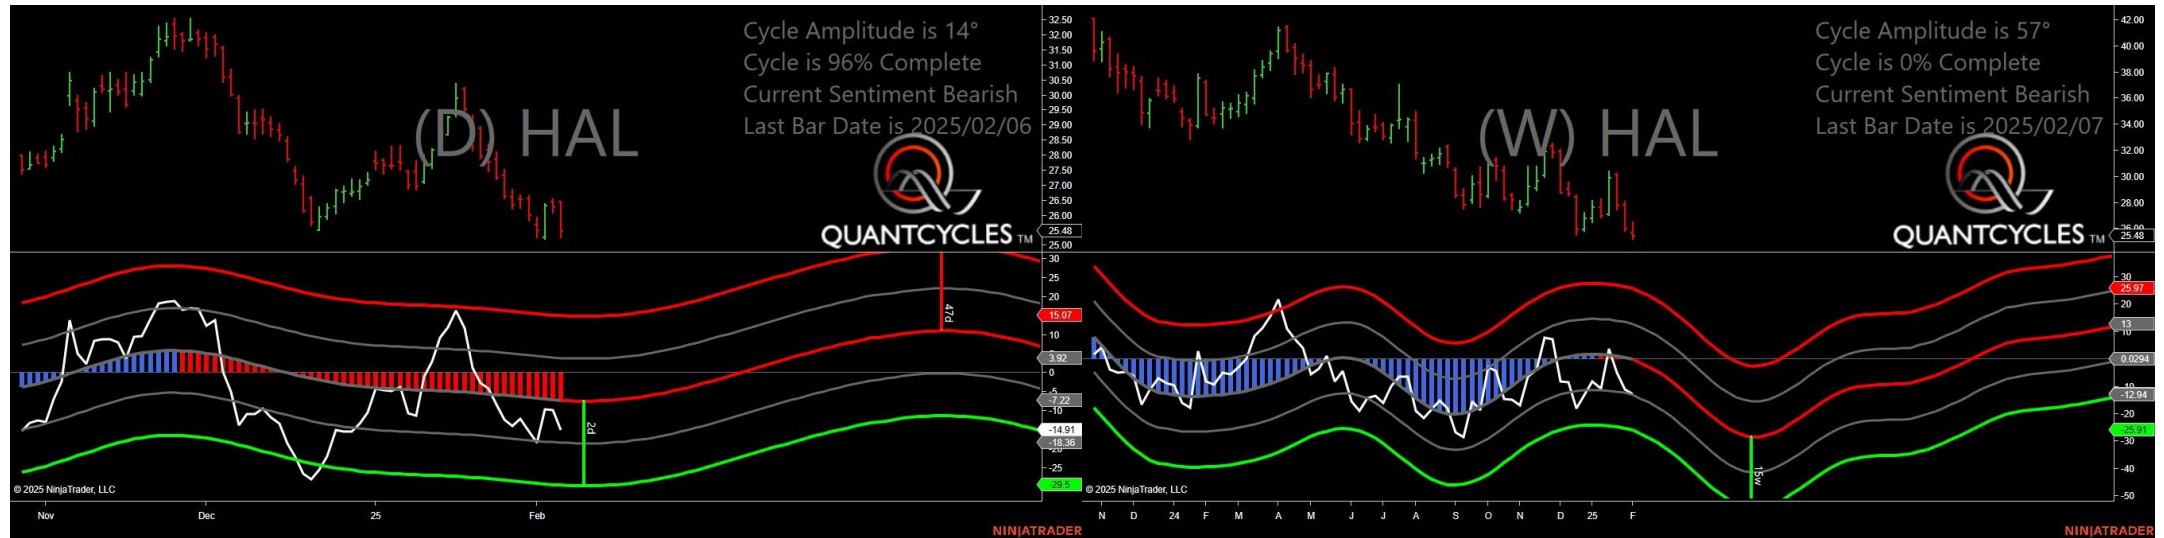 Cycle Amplitude is 14°
Cycle is 96% Complete
Current Sentiment Bearish
Last Bar Date is 2025/02/06
(D) HAL
QUANTCYCLES TM
32.50
32.00
31.50
31.00
30.50
30.00
29.50
29.00
28.50
28.00
27.50
27.00
26.50
26.00
25.48
25.00
30
25
20
15.07
10
3.92
0
-5
-7.22
-10
-14.91
-18.36
-25
-29.5
47d
2d
© 2025 NinjaTrader, LLC
Nov Dec 25 Feb
NINJATRADER
Cycle Amplitude is 57°
Cycle is 0% Complete
Current Sentiment Bearish
Last Bar Date is 2025/02/07
(W) HAL
QUANTCYCLES TM
42.00
40.00
38.00
36.00
34.00
32.00
30.00
28.00
25.48
30
25.97
20
13
0.0294
-12.94
-20
-25.91
-30
-40
-50
15w
© 2025 NinjaTrader, LLC
N D 24 F M A M J J A S O N D 25 F
NINJATRADER